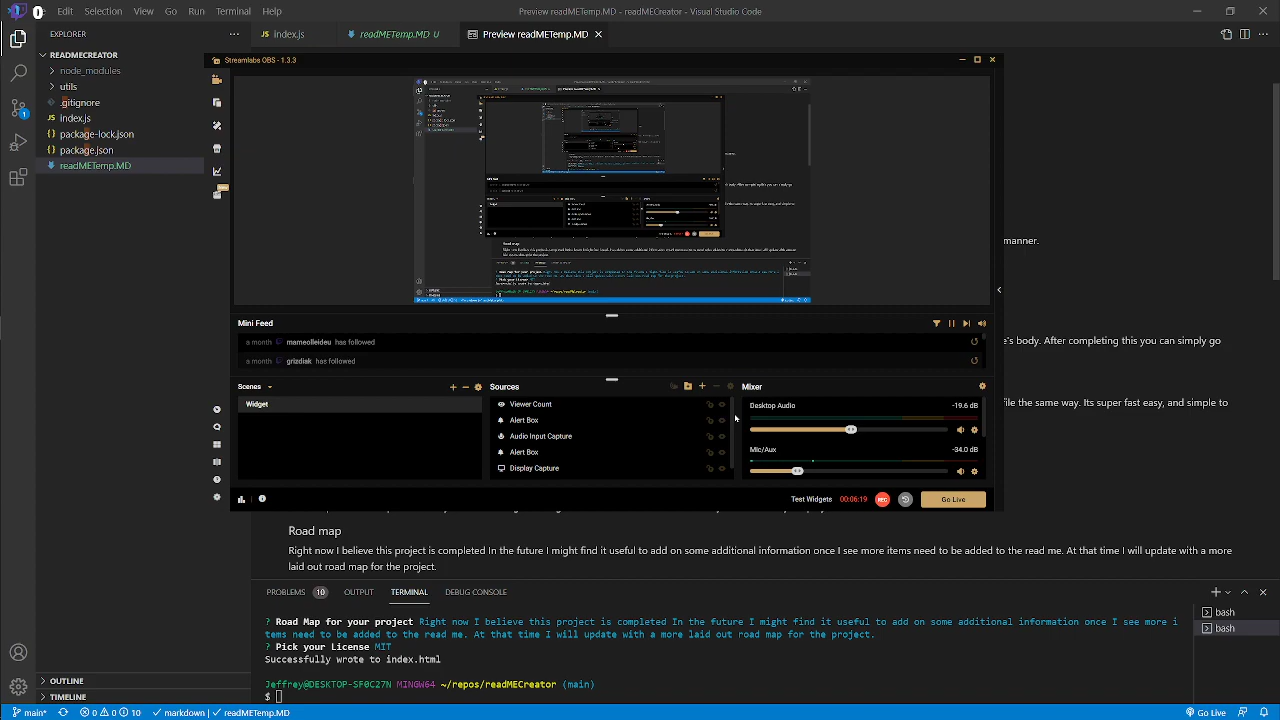 File Edit Selection View Go Run Terminal Help
Preview readMETemp.MD - readMECreator - Visual Studio Code
EXPLORER
index.js
readMETemp.MD U
Preview readMETemp.MD
READMECREATOR
node_modules
utils
.gitignore
index.js
package-lock.json
package.json
readMETemp.MD
Streamlabs OBS - 1.3.3
manner.
's body. After completing this you can simply go
file the same way. Its super fast easy, and simple to
Mini Feed
a month mameolleideu has followed
a month grizdiak has followed
Scenes
Widget
Sources
Viewer Count
Alert Box
Audio Input Capture
Alert Box
Display Capture
Mixer
Desktop Audio -19.6 dB
Mic/Aux -34.0 dB
Test Widgets 00:06:19 REC Go Live
Road map
Right now I believe this project is completed In the future I might find it useful to add on some additional information once I see more items need to be added to the read me. At that time I will update with a more
laid out road map for the project.
PROBLEMS 10 OUTPUT TERMINAL DEBUG CONSOLE
? Road Map for your project Right now I believe this project is completed In the future I might find it useful to add on some additional information once I see more i
tems need to be added to the read me. At that time I will update with a more laid out road map for the project.
? Pick your License MIT
Successfully wrote to index.html
Jeffrey@DESKTOP-SF0C27N MINGW64 ~/repos/readMECreator (main)
$
bash
bash
OUTLINE
TIMELINE
main* 0 0 10 markdown | readMETemp.MD Go Live